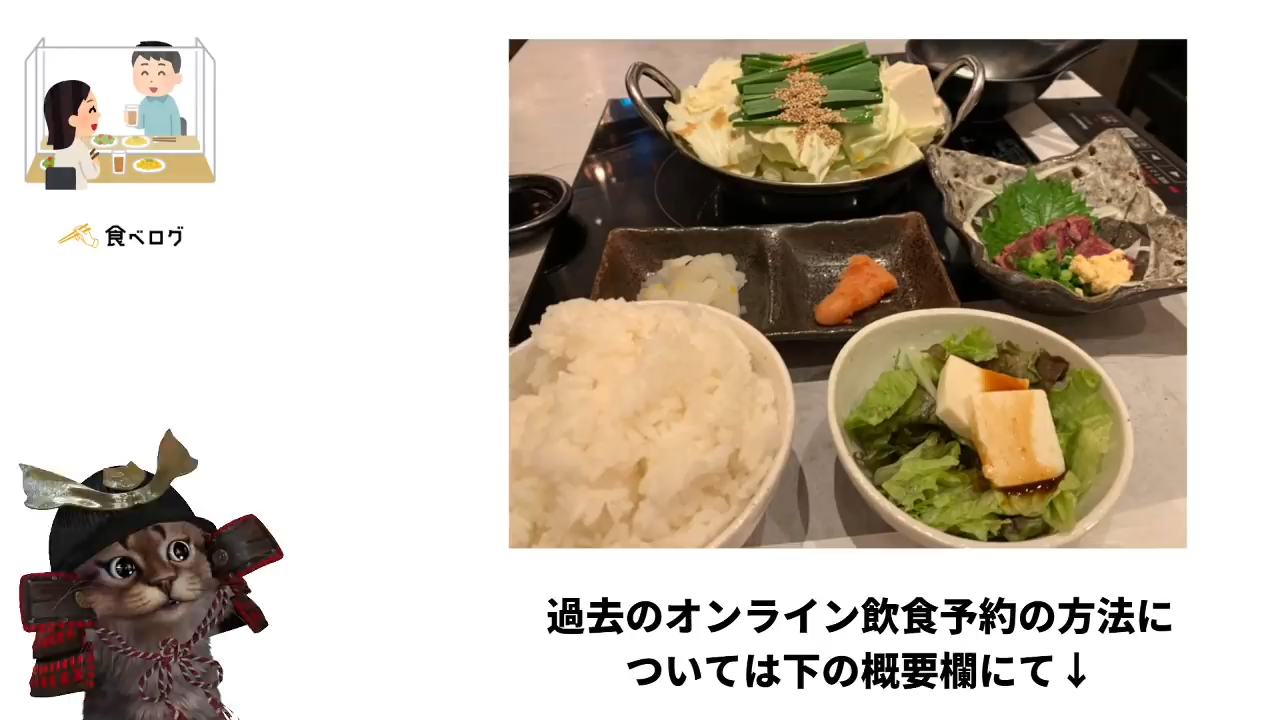 食べログ
過去のオンライン飲食予約の方法に
ついては下の概要欄にて↓